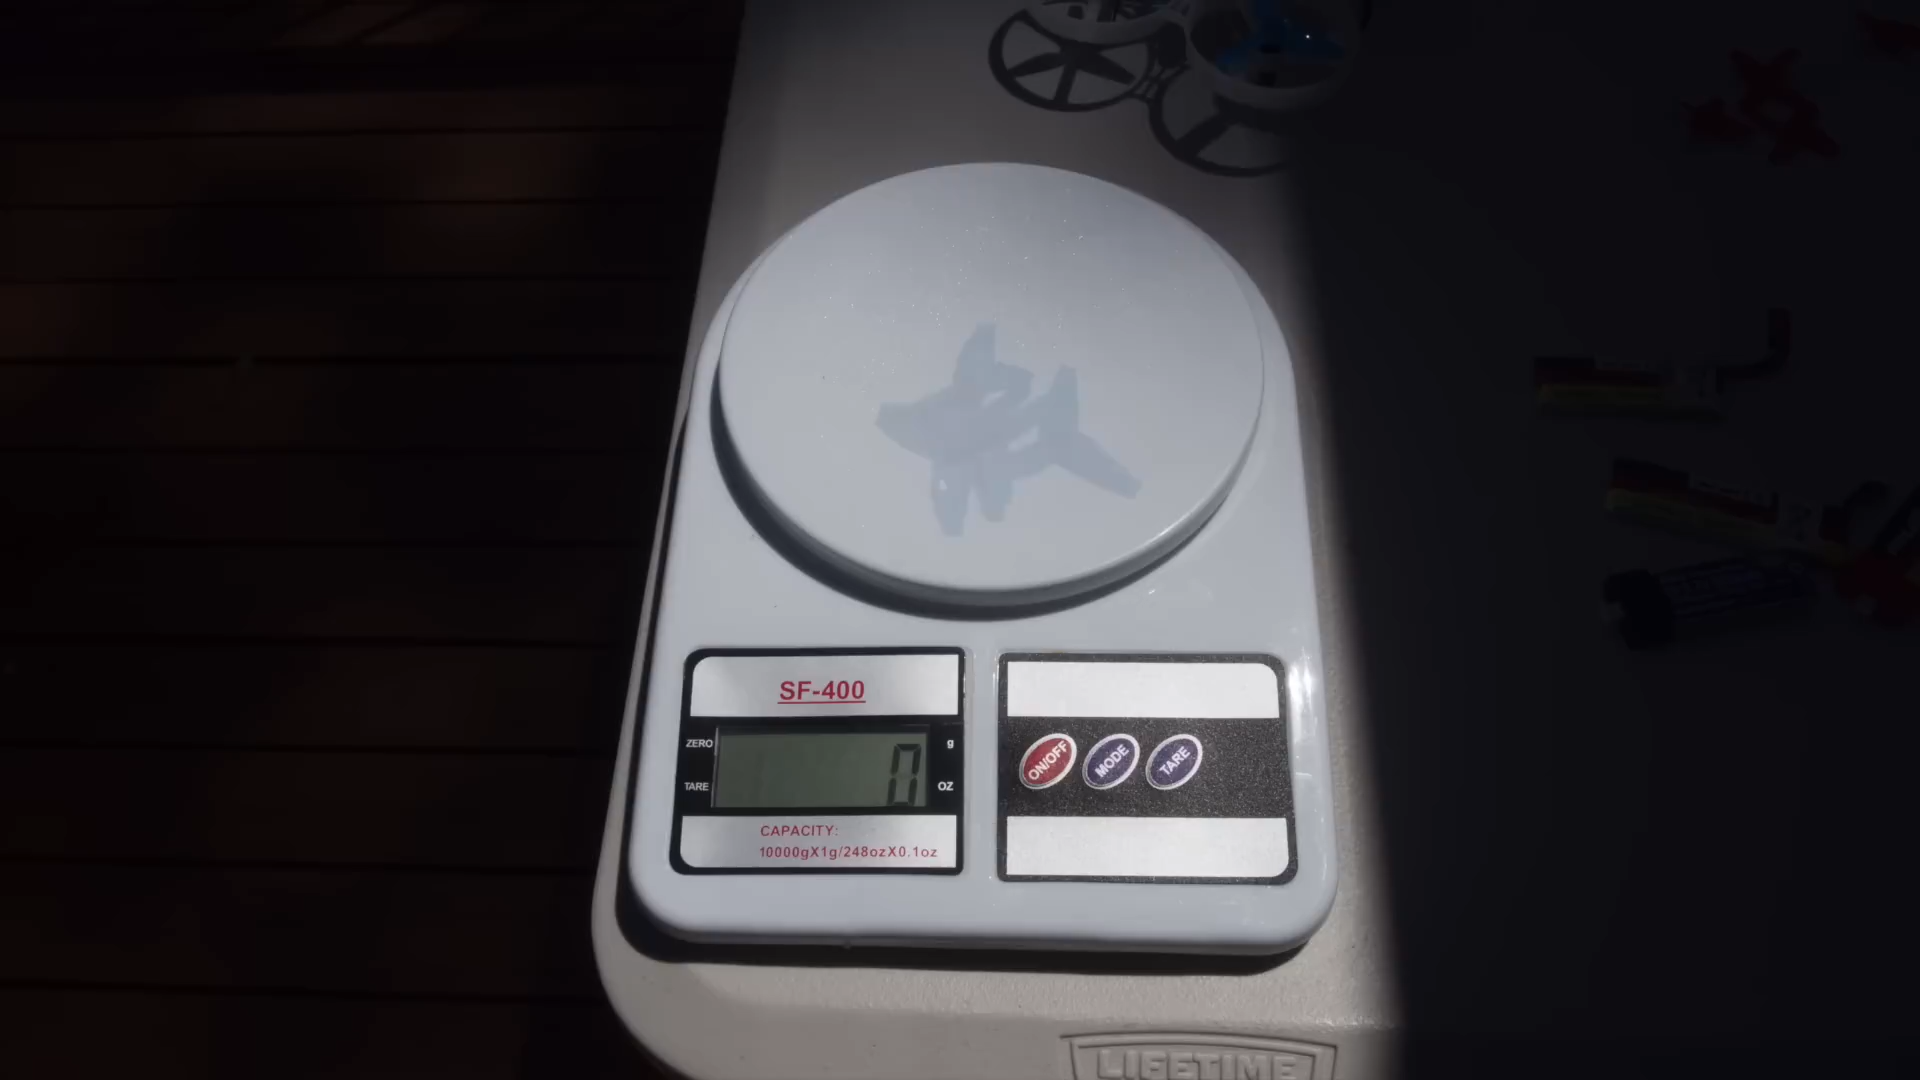 SF-400
ZERO
g
0
TARE
OZ
CAPACITY:
10000gX1g/248ozX0.1oz
ON/OFF
MODE
TARE
LIFETIME